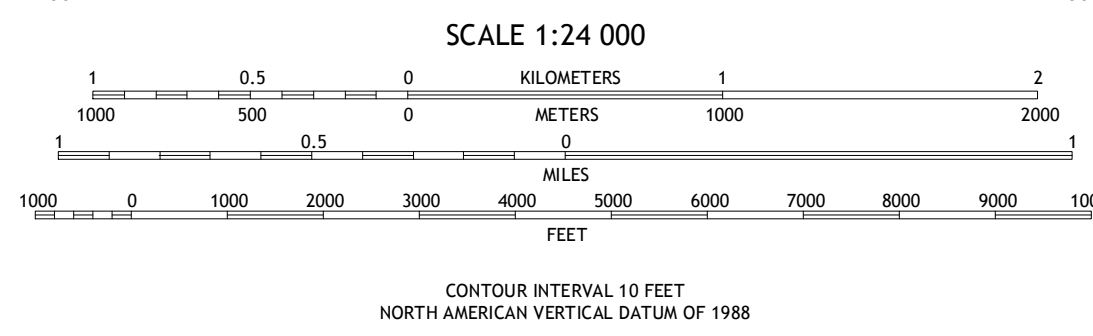 SCALE 1:24 000
1 0.5 0 KILOMETERS 1 2
1000 500 0 METERS 1000 2000
1 0.5 0 1
MILES
1000 0 1000 2000 3000 4000 5000 6000 7000 8000 9000
FEET
CONTOUR INTERVAL 10 FEET
NORTH AMERICAN VERTICAL DATUM OF 1988